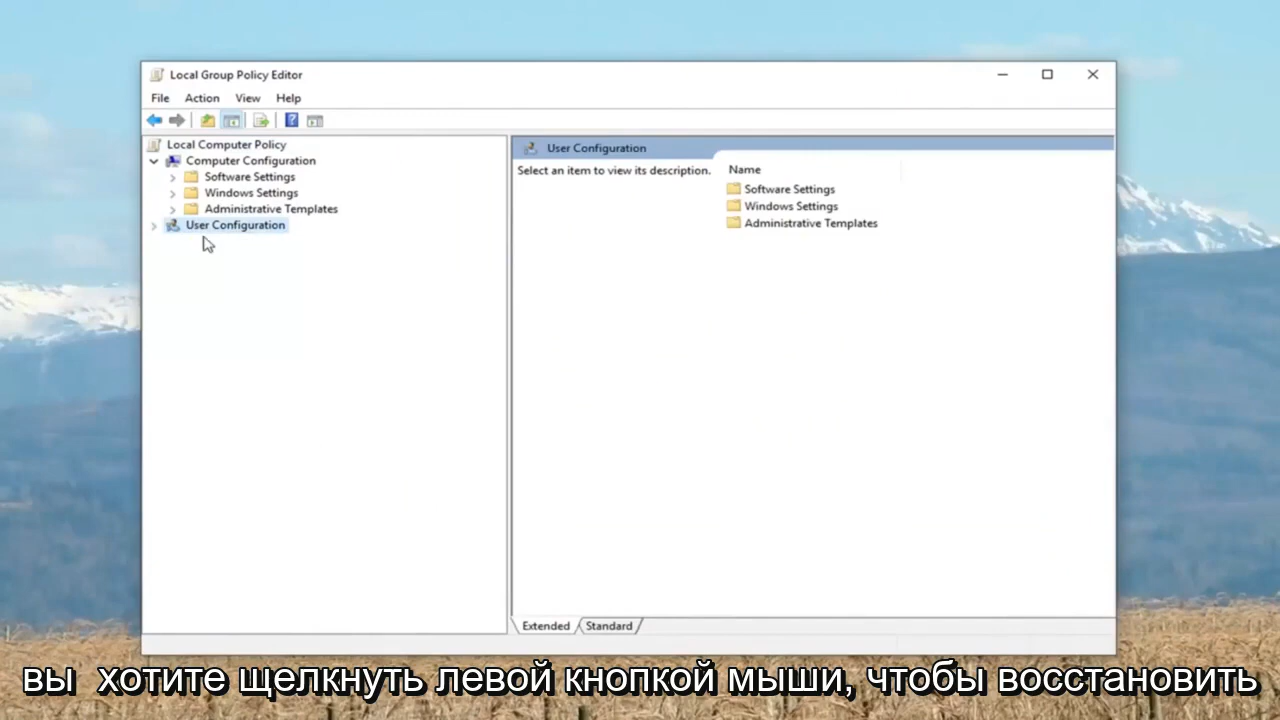 Local Group Policy Editor
File Action View Help
Local Computer Policy
Computer Configuration
Software Settings
Windows Settings
Administrative Templates
User Configuration
User Configuration
Select an item to view its description.
Name
Software Settings
Windows Settings
Administrative Templates
Extended Standard
вы хотите щелкнуть левой кнопкой мыши, чтобы восстановить